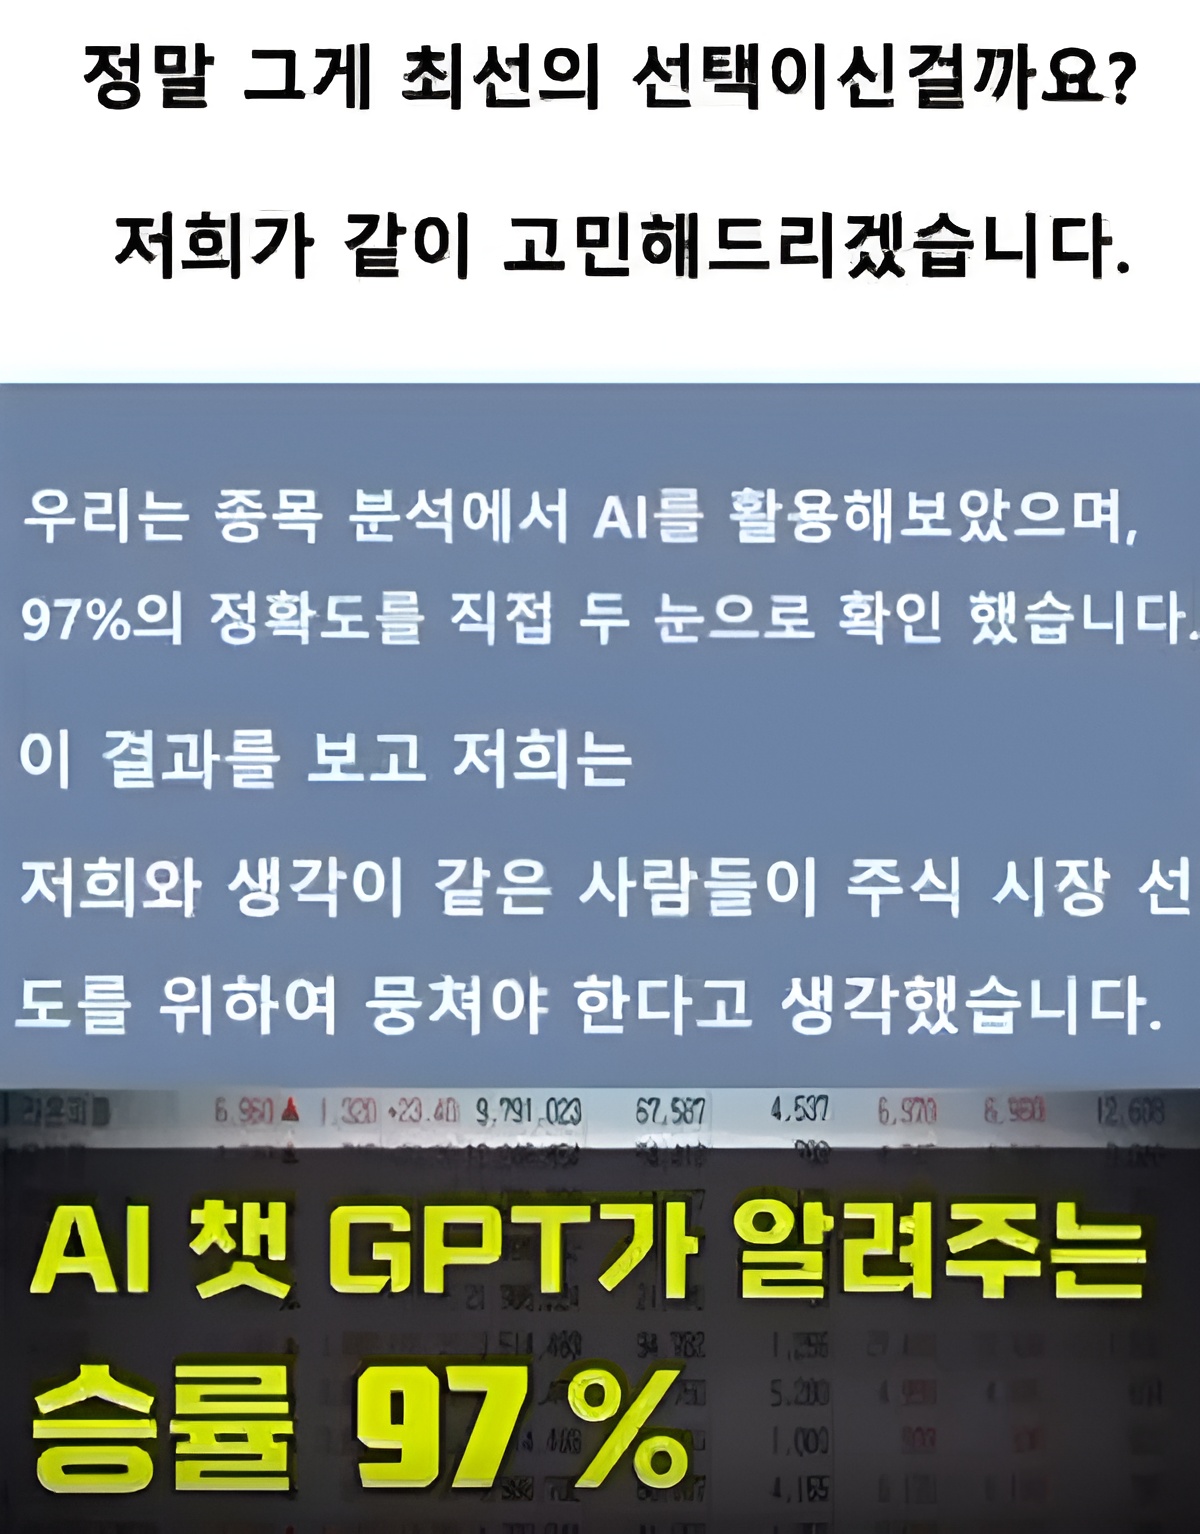 정말 그게 최선의 선택이신걸까요?
저희가 같이 고민해드리겠습니다.
우리는 종목 분석에서 AI를 활용해보았으며,
97%의 정확도를 직접 두 눈으로 확인 했습니다.
이 결과를 보고 저희는
저희와 생각이 같은 사람들이 주식 시장 선
도를 위하여 뭉쳐야 한다고 생각했습니다.
6,960▲ 1,320 +23.40 9,791,023 67,587 4,537 6,970 6,960 12,608
AI 챗 GPT가 알려주는
승률 97%